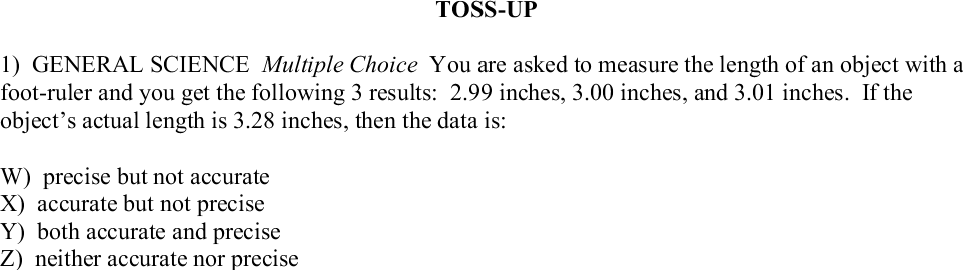 TOSS-UP
1) GENERAL SCIENCE Multiple Choice You are asked to measure the length of an object with a
foot-ruler and you get the following 3 results: 2.99 inches, 3.00 inches, and 3.01 inches. If the
object's actual length is 3.28 inches, then the data is:
W) precise but not accurate
X) accurate but not precise
Y) both accurate and precise
Z) neither accurate nor precise